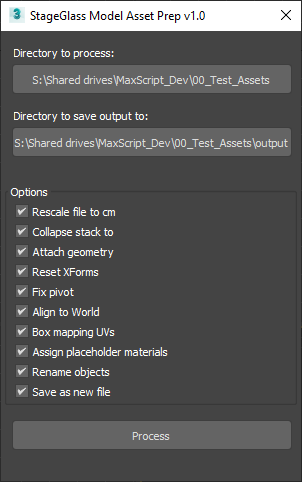 StageGlass Model Asset Prep v1.0
Directory to process:
S:\Shared drives\MaxScript_Dev\00_Test_Assets
Directory to save output to:
S:\Shared drives\MaxScript_Dev\00_Test_Assets\output
Options
Rescale file to cm
Collapse stack to
Attach geometry
Reset XForms
Fix pivot
Align to World
Box mapping UVs
Assign placeholder materials
Rename objects
Save as new file
Process